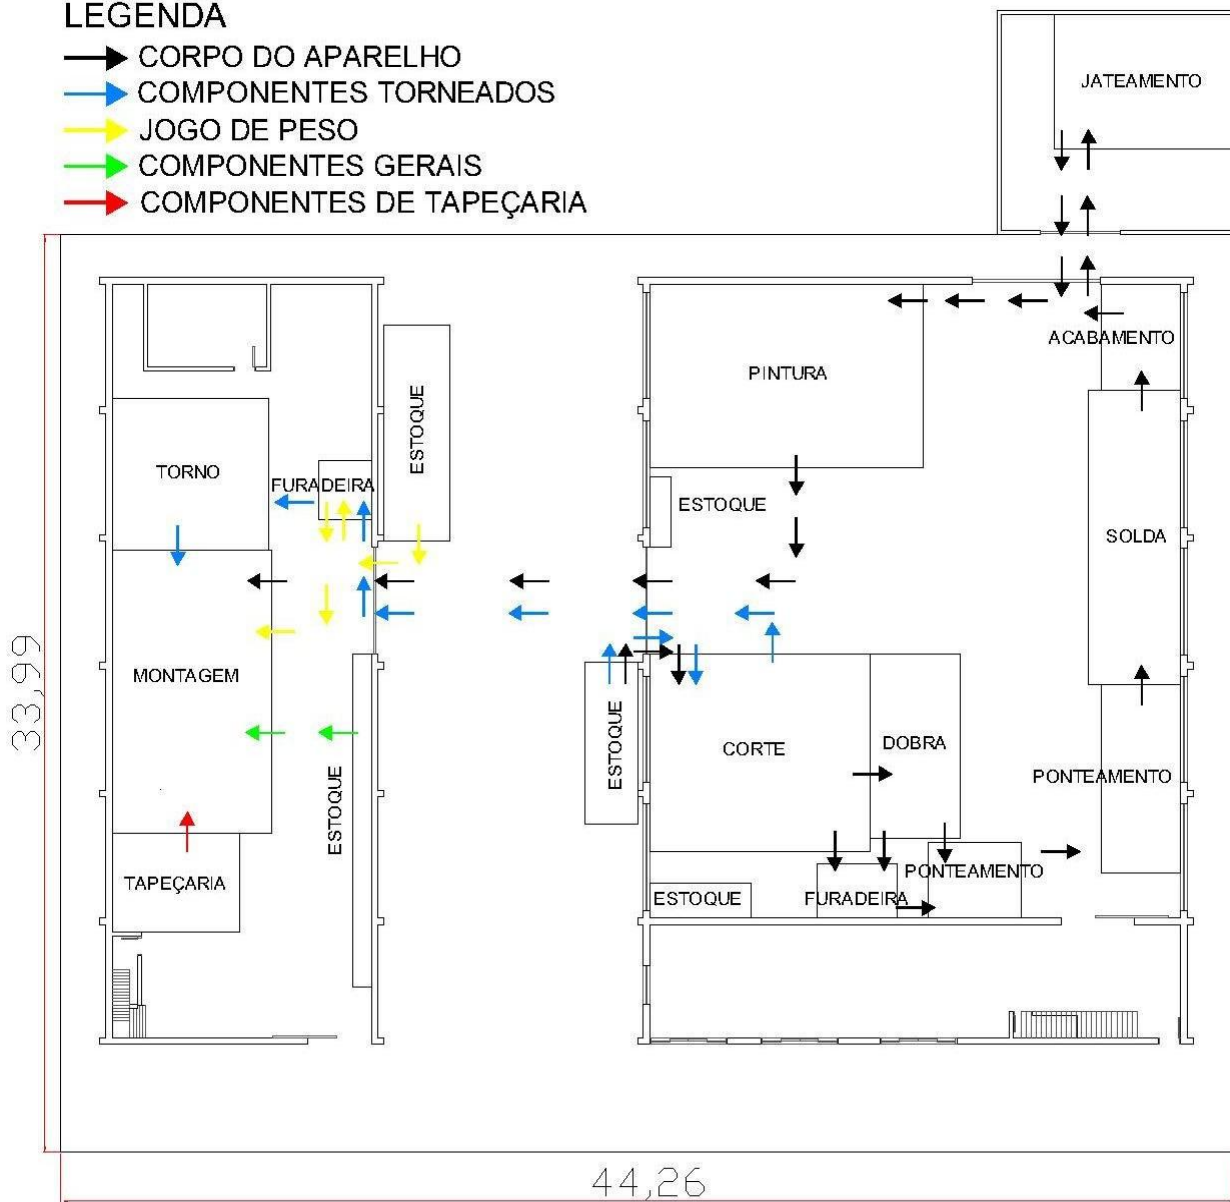 LEGENDA
CORPO DO APARELHO
COMPONENTES TORNEADOS
JOGO DE PESO
COMPONENTES GERAIS
COMPONENTES DE TAPEÇARIA
JATEAMENTO
ACABAMENTO
PINTURA
ESTOQUE
TORNO
FURADEIRA
ESTOQUE
SOLDA
MONTAGEM
33,99
ESTOQUE
CORTE
DOBRA
PONTEAMENTO
ESTOQUE
TAPEÇARIA
PONTEAMENTO
ESTOQUE
FURADEIRA
44,26